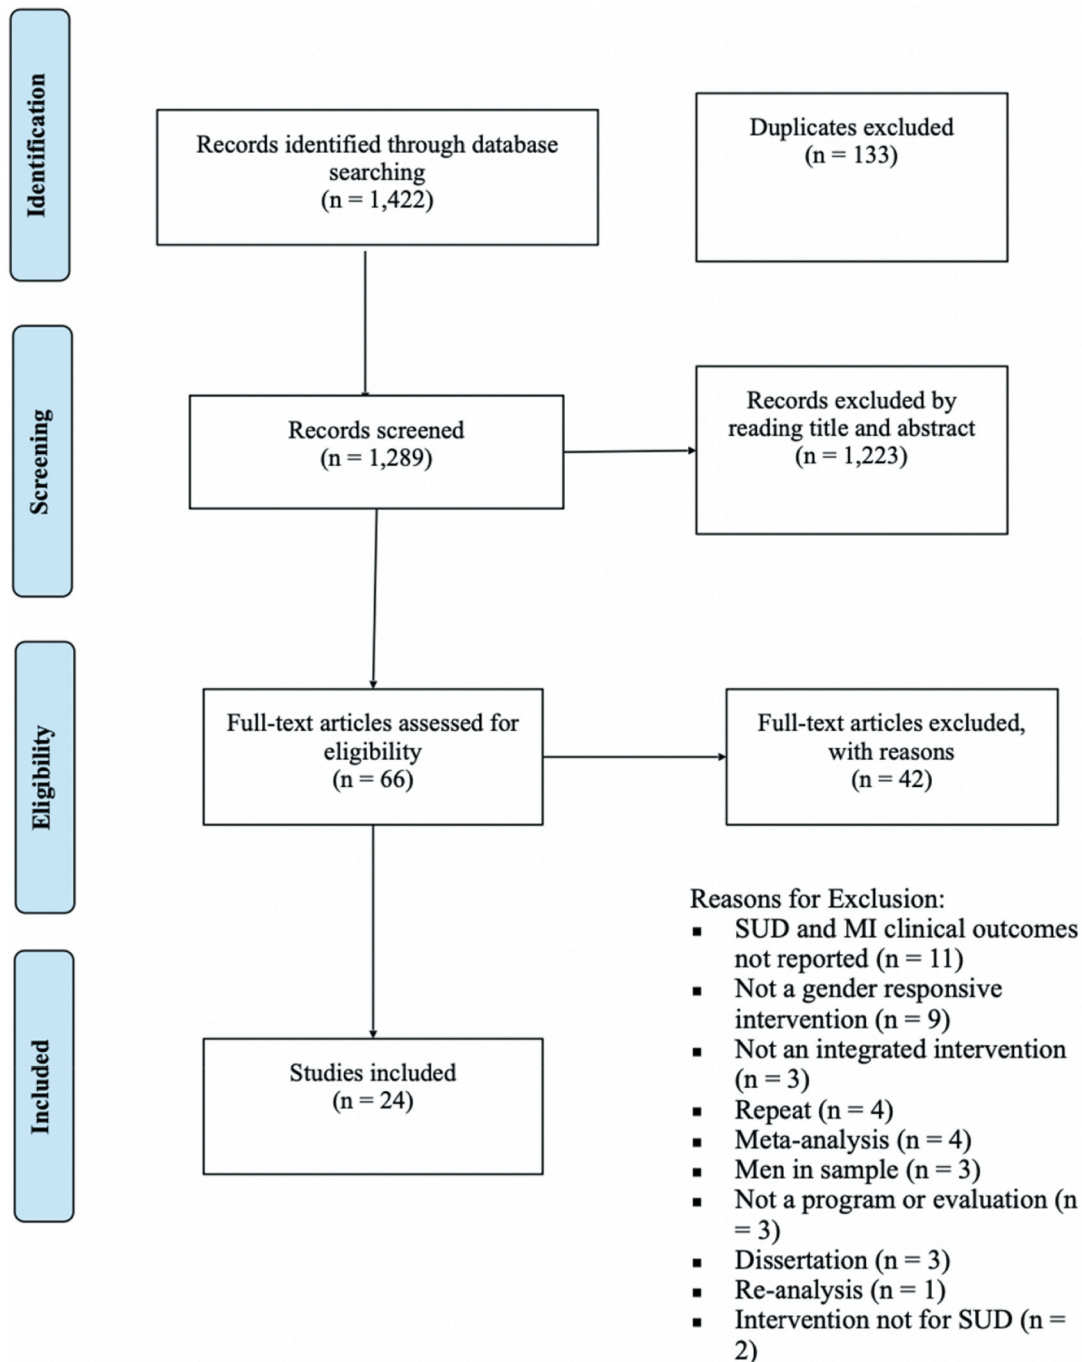 Identification
Records identified through database
searching
(n = 1,422)
Duplicates excluded
(n = 133)
Screening
Records screened
(n = 1,289)
Records excluded by
reading title and abstract
(n = 1,223)
Eligibility
Full-text articles assessed for
eligibility
(n = 66)
Full-text articles excluded,
with reasons
(n = 42)
Reasons for Exclusion:
▪ SUD and MI clinical outcomes
not reported (n = 11)
▪ Not a gender responsive
intervention (n = 9)
▪ Not an integrated intervention
(n = 3)
▪ Repeat (n = 4)
▪ Meta-analysis (n = 4)
▪ Men in sample (n = 3)
▪ Not a program or evaluation (n
= 3)
▪ Dissertation (n = 3)
▪ Re-analysis (n = 1)
▪ Intervention not for SUD (n =
2)
Included
Studies included
(n = 24)